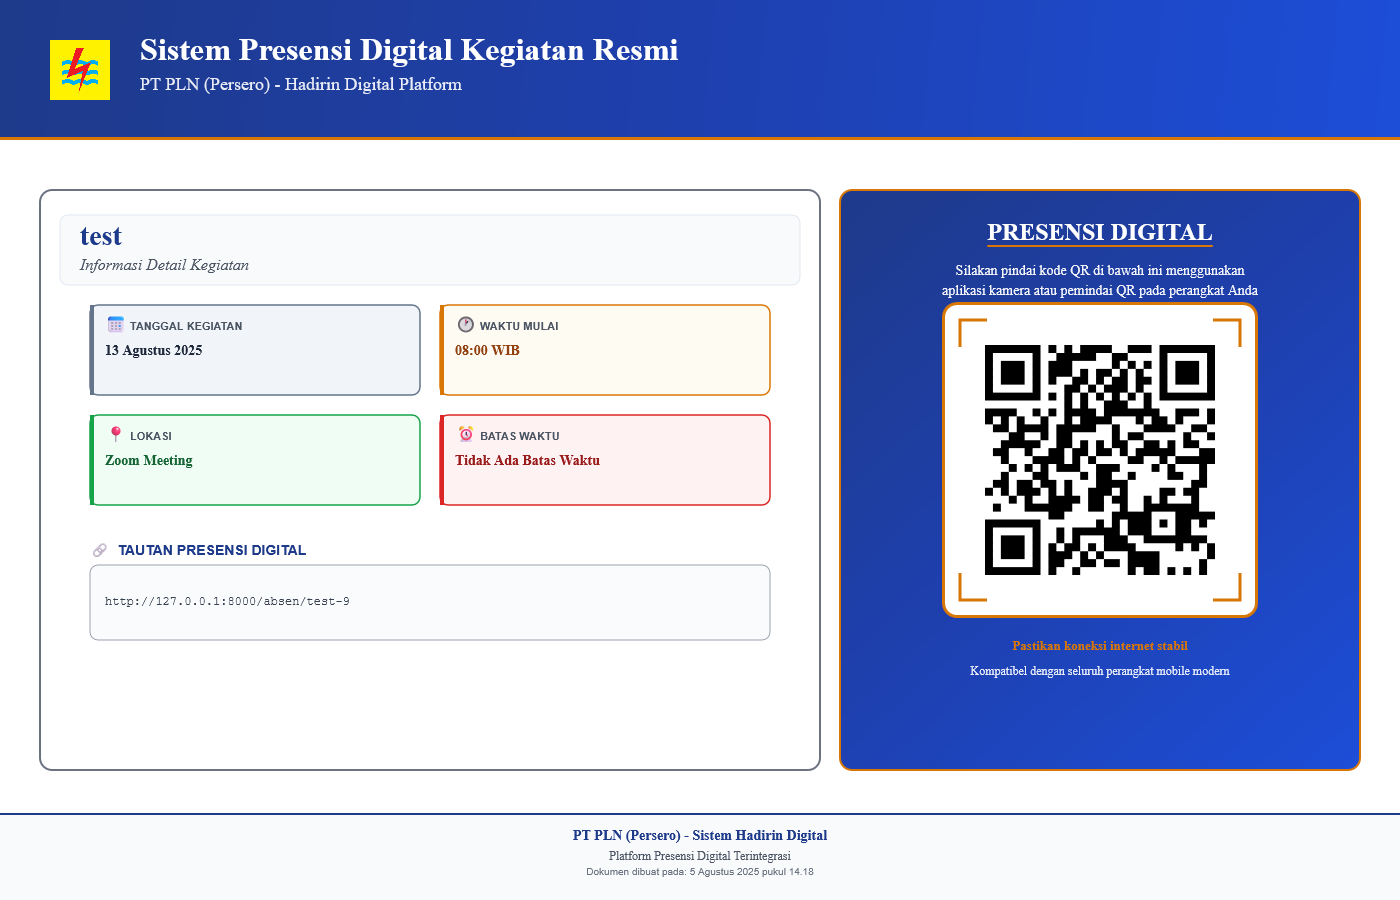 Sistem Presensi Digital Kegiatan Resmi
PT PLN (Persero) - Hadirin Digital Platform
test
Informasi Detail Kegiatan
TANGGAL KEGIATAN
13 Agustus 2025
WAKTU MULAI
08:00 WIB
LOKASI
Zoom Meeting
BATAS WAKTU
Tidak Ada Batas Waktu
TAUTAN PRESENSI DIGITAL
http://127.0.0.1:8000/absen/test-9
PRESENSI DIGITAL
Silakan pindai kode QR di bawah ini menggunakan
aplikasi kamera atau pemindai QR pada perangkat Anda
Pastikan koneksi internet stabil
Kompatibel dengan seluruh perangkat mobile modern
PT PLN (Persero) - Sistem Hadirin Digital
Platform Presensi Digital Terintegrasi
Dokumen dibuat pada: 5 Agustus 2025 pukul 14.18